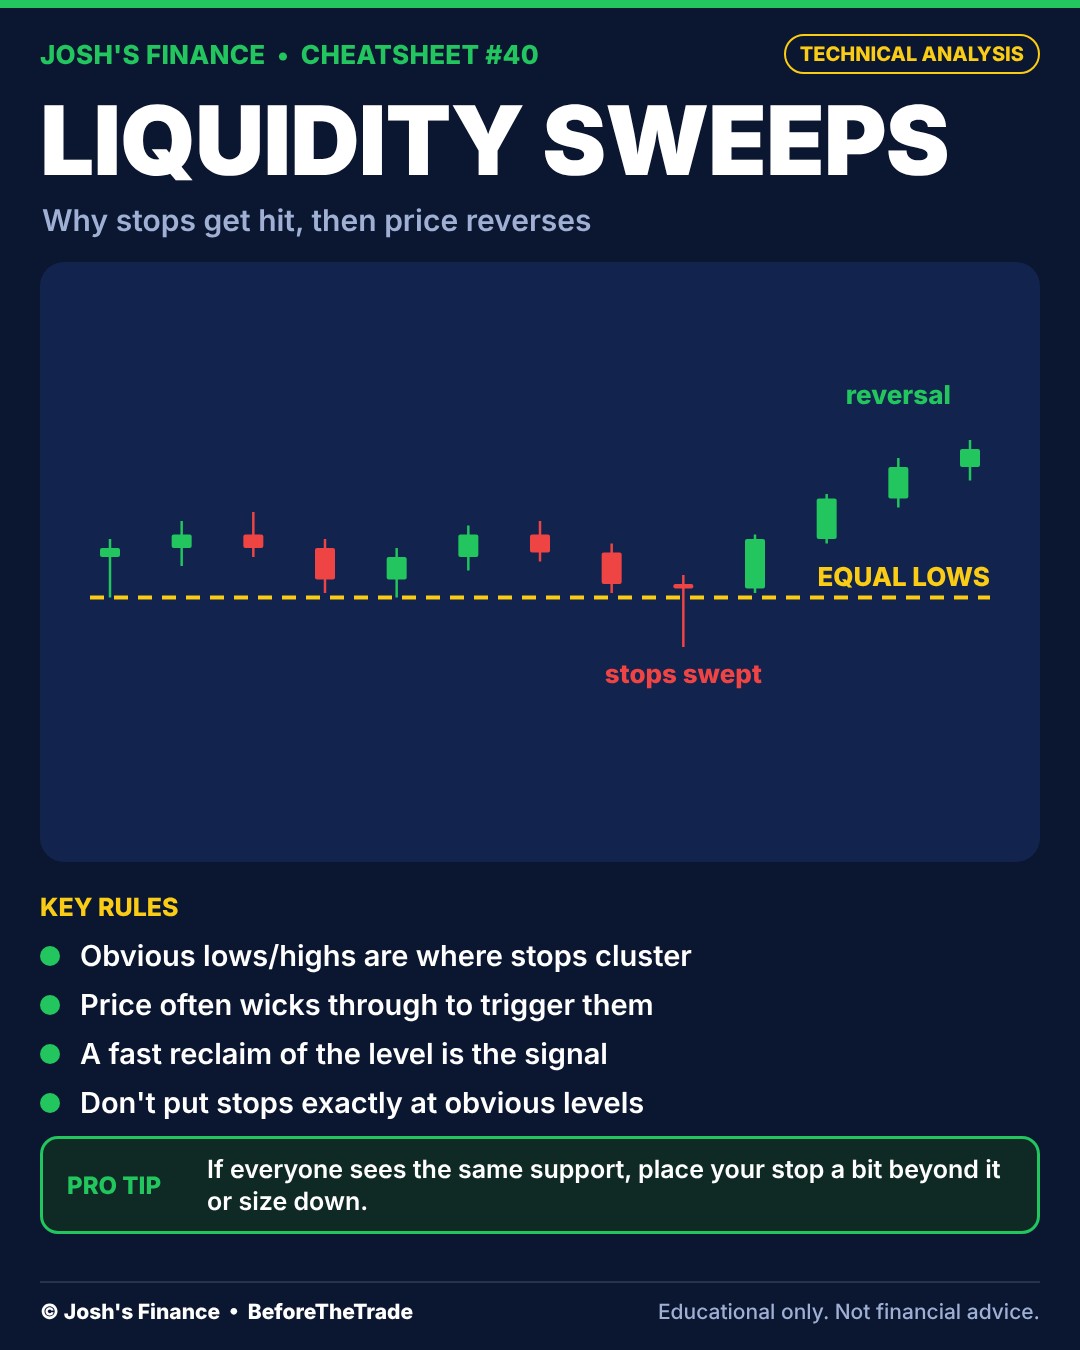 JOSH'S FINANCE • CHEATSHEET #40
TECHNICAL ANALYSIS
LIQUIDITY SWEEPS
Why stops get hit, then price reverses
reversal
EQUAL LOWS
stops swept
KEY RULES
Obvious lows/highs are where stops cluster
Price often wicks through to trigger them
A fast reclaim of the level is the signal
Don't put stops exactly at obvious levels
PRO TIP
If everyone sees the same support, place your stop a bit beyond it
or size down.
© Josh's Finance • BeforeTheTrade
Educational only. Not financial advice.